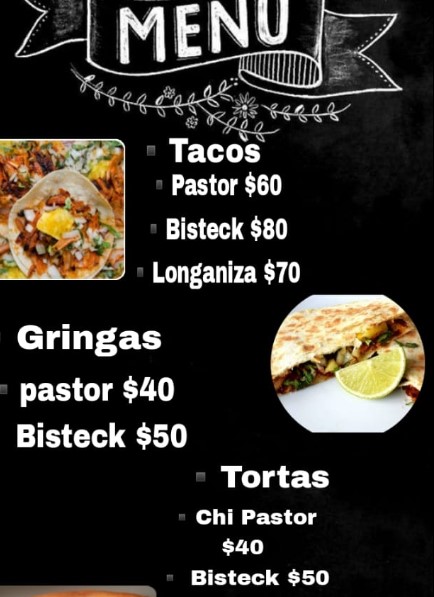 MENU
Tacos
Pastor $60
Bisteck $80
Longaniza $70
Gringas
pastor $40
Bisteck $50
Tortas
Chi Pastor
$40
Bisteck $50